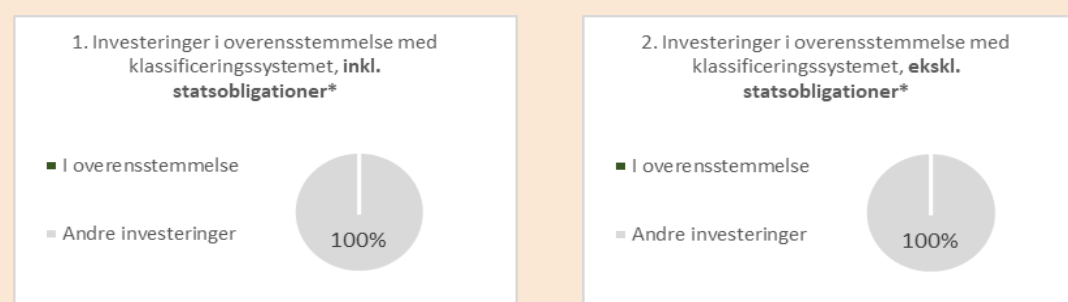 1. Investeringer i overensstemmelse med
klassificeringssystemet, inkl.
statsobligationer*
I overensstemmelse
Andre investeringer
100%
2. Investeringer i overensstemmelse med
klassificeringssystemet, ekskl.
statsobligationer*
I overensstemmelse
Andre investeringer
100%